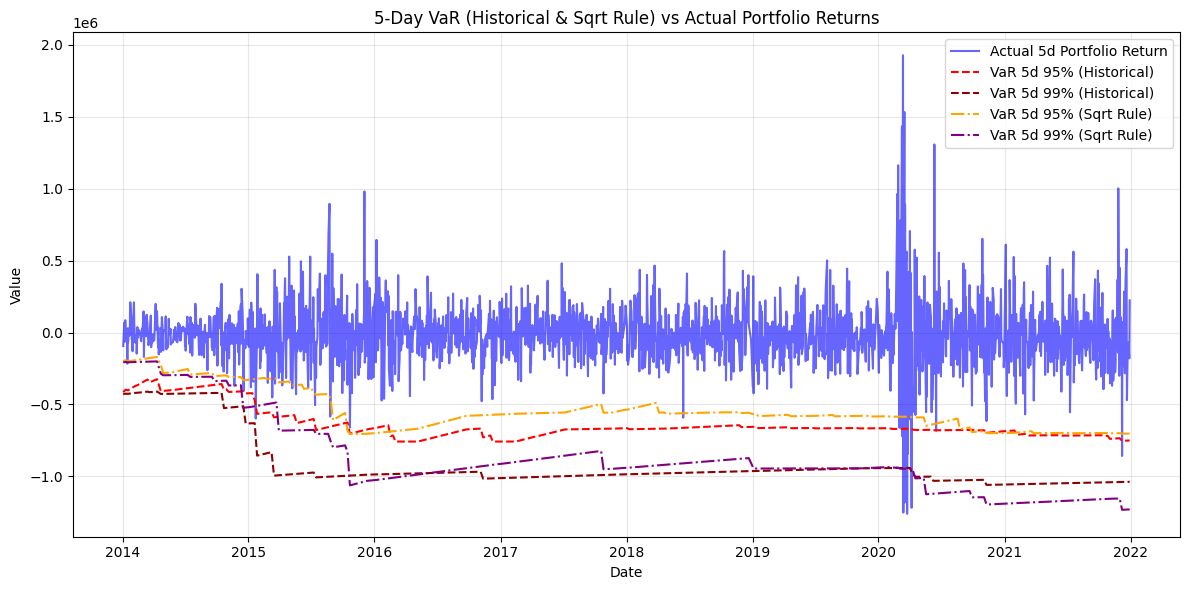 5-Day VaR (Historical & Sqrt Rule) vs Actual Portfolio Returns
1e6
2.0
1.5
1.0
0.5
0.0
−0.5
−1.0
Value
Actual 5d Portfolio Return
VaR 5d 95% (Historical)
VaR 5d 99% (Historical)
VaR 5d 95% (Sqrt Rule)
VaR 5d 99% (Sqrt Rule)
2014 2015 2016 2017 2018 2019 2020 2021 2022
Date